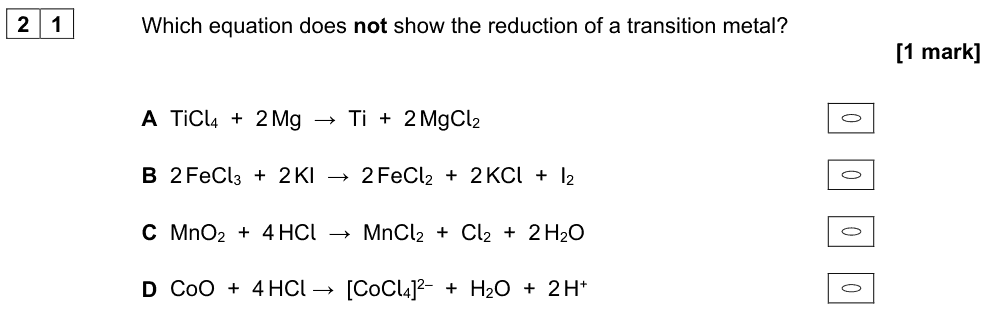 2 1 Which equation does not show the reduction of a transition metal?
[1 mark]
A TiCl₄ + 2 Mg → Ti + 2 MgCl₂
B 2 FeCl₃ + 2 KI → 2 FeCl₂ + 2 KCl + I₂
C MnO₂ + 4 HCl → MnCl₂ + Cl₂ + 2 H₂O
D CoO + 4 HCl → [CoCl₄]²⁻ + H₂O + 2 H⁺